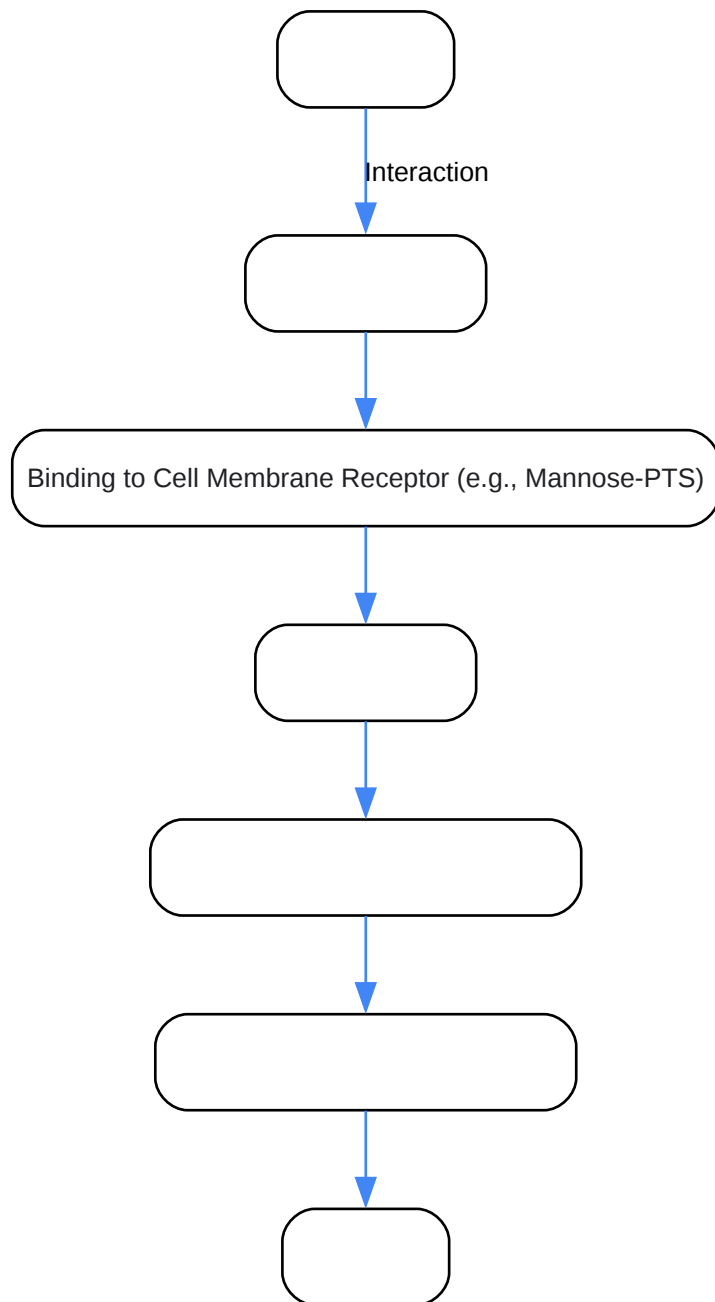 Interaction
Binding to Cell Membrane Receptor (e.g., Mannose-PTS)